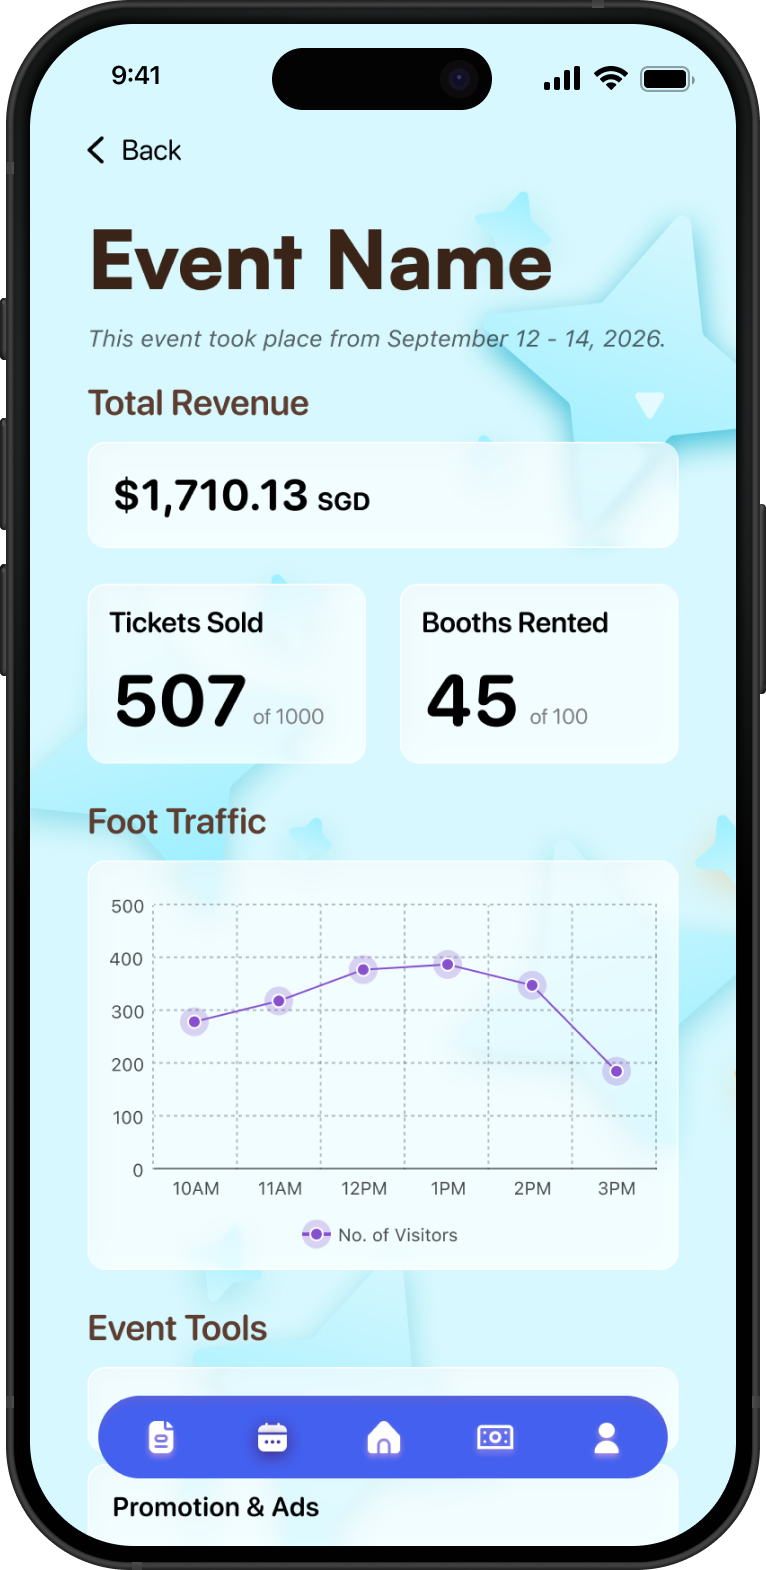 9:41
Back
Event Name
This event took place from September 12 - 14, 2026.
Total Revenue
$1,710.13 SGD
Tickets Sold
507 of 1000
Booths Rented
45 of 100
Foot Traffic
500
400
300
200
100
0
10AM 11AM 12PM 1PM 2PM 3PM
No. of Visitors
Event Tools
Promotion & Ads